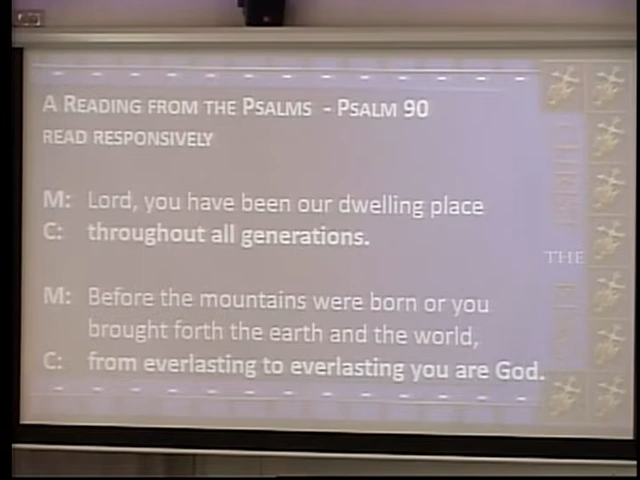 A READING FROM THE PSALMS - PSALM 90
READ RESPONSIVELY
M: Lord, you have been our dwelling place
C: throughout all generations.
M: Before the mountains were born or you
brought forth the earth and the world,
C: from everlasting to everlasting you are God.
CHRIST
THE